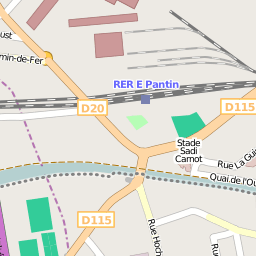 ust
min-de-Fer
RER E Pantin
D20
D115
Stade
Sadi
Carnot
Rue La Gui
Quai de l'Ou
D115
Rue Hoch